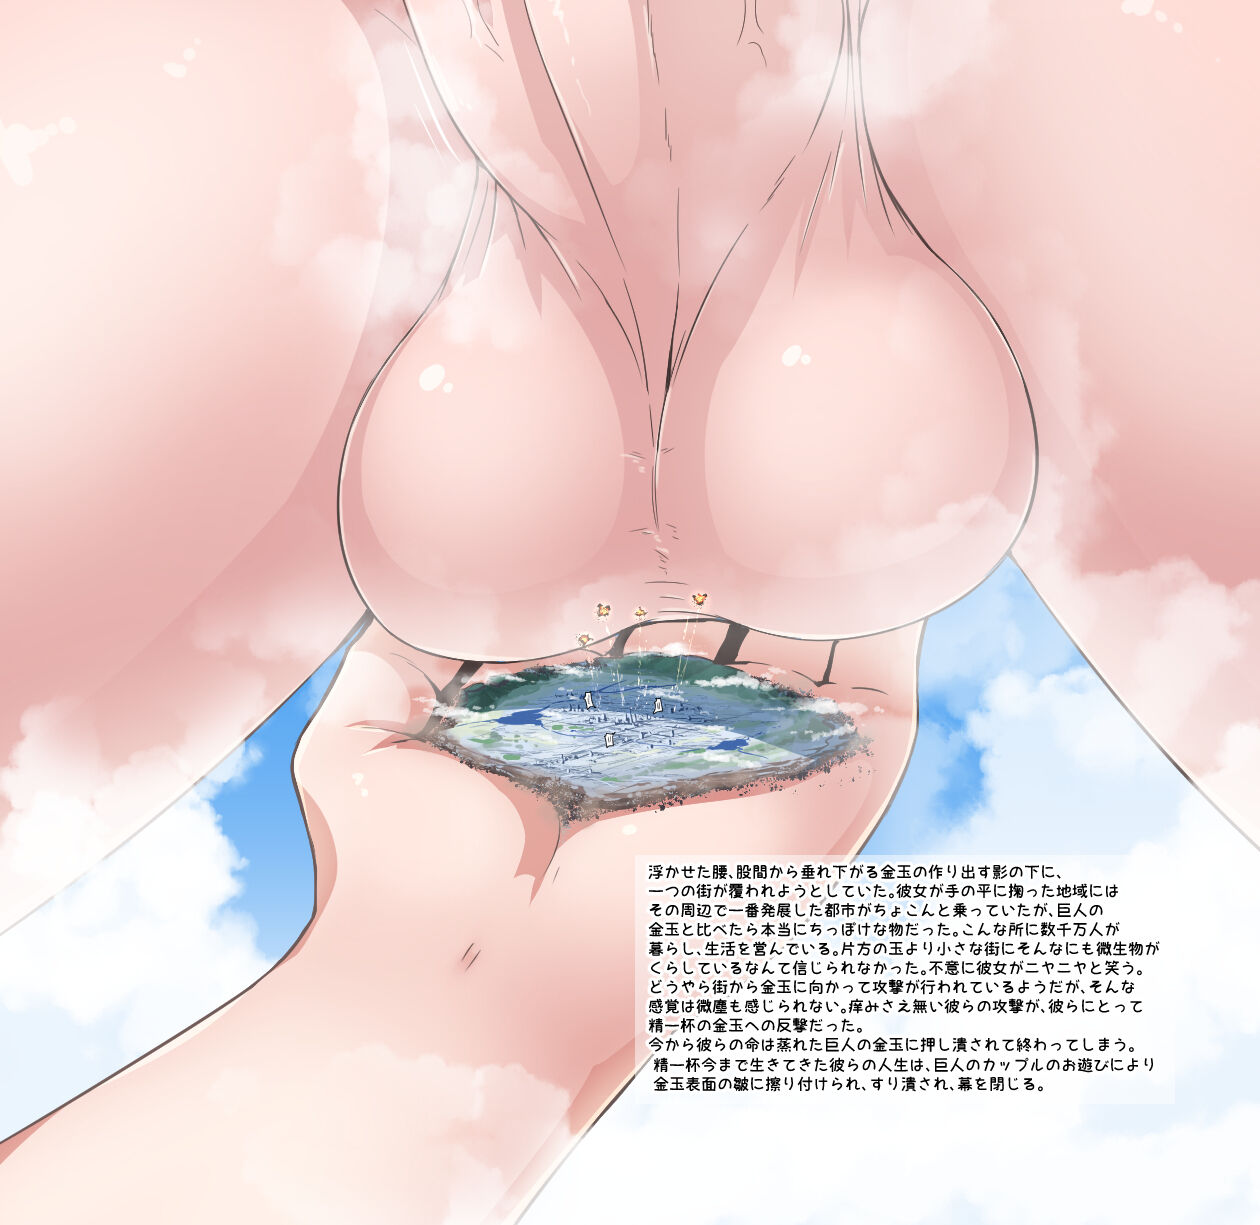 浮かせた腰、股間から垂れ下がる金玉の作り出す影の下に、
一つの街が覆われようとしていた。彼女が手の平に掬った地域には
その周辺で一番発展した都市がちょこんと乗っていたが、巨人の
金玉と比べたら本当にちっぽけな物だった。こんな所に数千万人が
暮らし、生活を営んでいる。片方の玉より小さな街にそんなにも微生物が
くらしているなんて信じられなかった。不意に彼女がニヤニヤと笑う。
どうやら街から金玉に向かって攻撃が行われているようだが、そんな
感覚は微塵も感じられない。痒みさえ無い彼らの攻撃が、彼らにとって
精一杯の金玉への反撃だった。
今から彼らの命は蒸れた巨人の金玉に押し潰されて終わってしまう。
精一杯今まで生きてきた彼らの人生は、巨人のカップルのお遊びにより
金玉表面の皺に擦り付けられ、すり潰され、幕を閉じる。